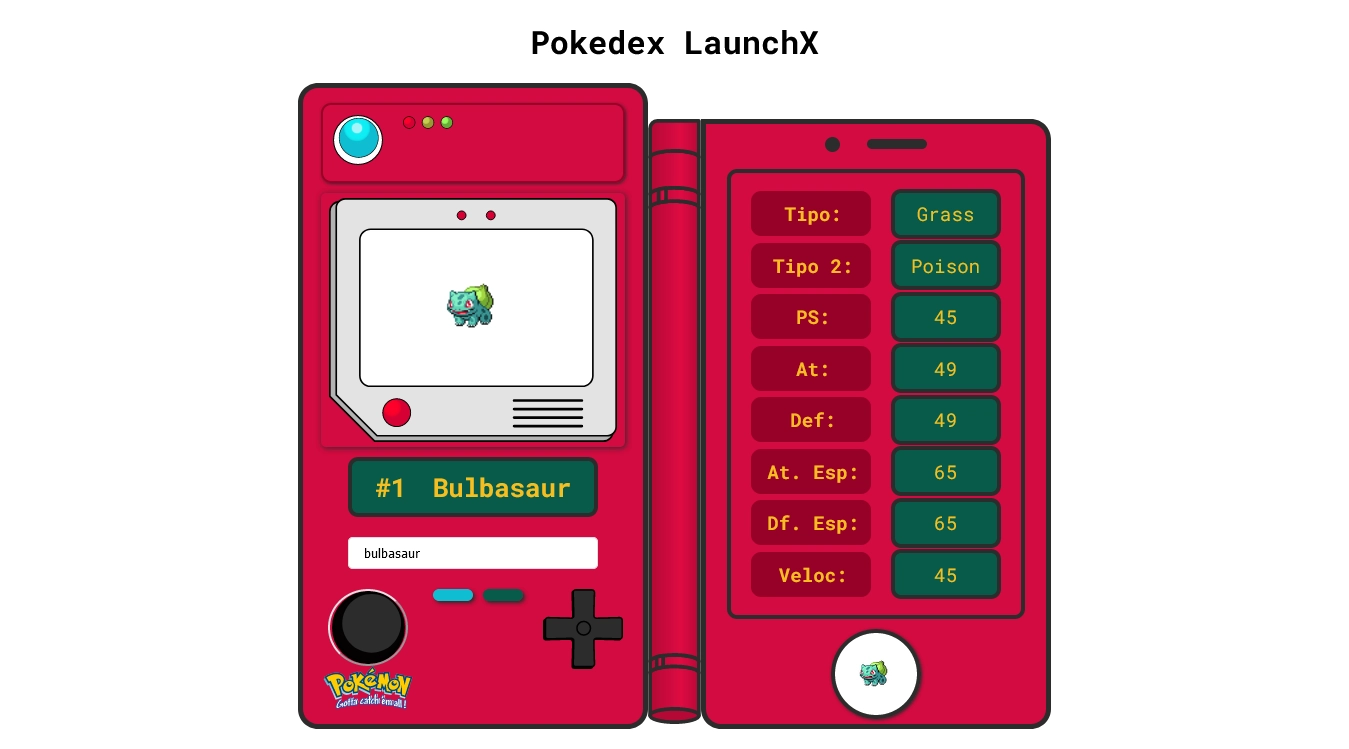 Pokedex LaunchX
#1 Bulbasaur
bulbasaur
POKéMON
Gotta catch 'em all!
Tipo: Grass
Tipo 2: Poison
PS: 45
At: 49
Def: 49
At. Esp: 65
Df. Esp: 65
Veloc: 45